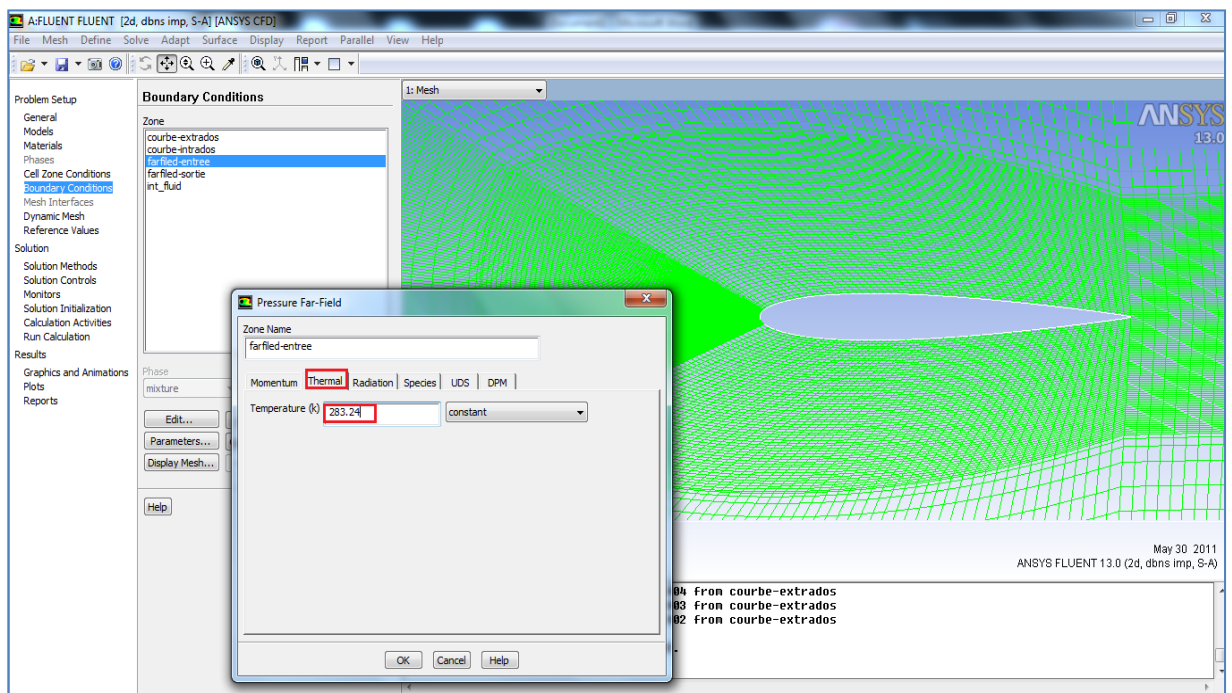 A:FLUENT FLUENT [2d, dbns imp, S-A] [ANSYS CFD]
File Mesh Define Solve Adapt Surface Display Report Parallel View Help
Problem Setup
General
Models
Materials
Phases
Cell Zone Conditions
Boundary Conditions
Mesh Interfaces
Dynamic Mesh
Reference Values
Solution
Solution Methods
Solution Controls
Monitors
Solution Initialization
Calculation Activities
Run Calculation
Results
Graphics and Animations
Plots
Reports
Boundary Conditions
Zone
courbe-extrados
courbe-intrados
farfiled-entree
farfiled-sortie
int_fluid
Phase
mixture
Edit...
Parameters...
Display Mesh...
Help
1: Mesh
ANSYS
13.0
Pressure Far-Field
Zone Name
farfiled-entree
Momentum Thermal Radiation Species UDS DPM
Temperature (k) 283.24 constant
OK Cancel Help
May 30 2011
ANSYS FLUENT 13.0 (2d, dbns imp, S-A)
04 from courbe-extrados
03 from courbe-extrados
02 from courbe-extrados
.